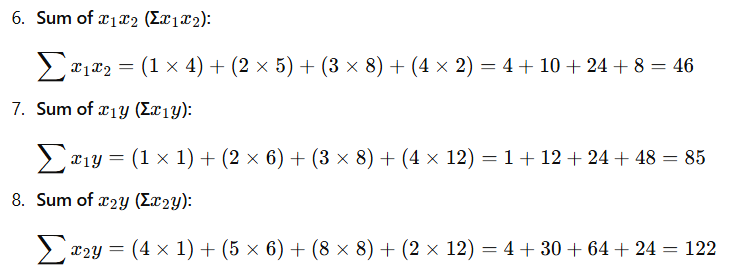 6. Sum of x₁x₂ (Σx₁x₂):
∑ x₁x₂ = (1 × 4) + (2 × 5) + (3 × 8) + (4 × 2) = 4 + 10 + 24 + 8 = 46
7. Sum of x₁y (Σx₁y):
∑ x₁y = (1 × 1) + (2 × 6) + (3 × 8) + (4 × 12) = 1 + 12 + 24 + 48 = 85
8. Sum of x₂y (Σx₂y):
∑ x₂y = (4 × 1) + (5 × 6) + (8 × 8) + (2 × 12) = 4 + 30 + 64 + 24 = 122